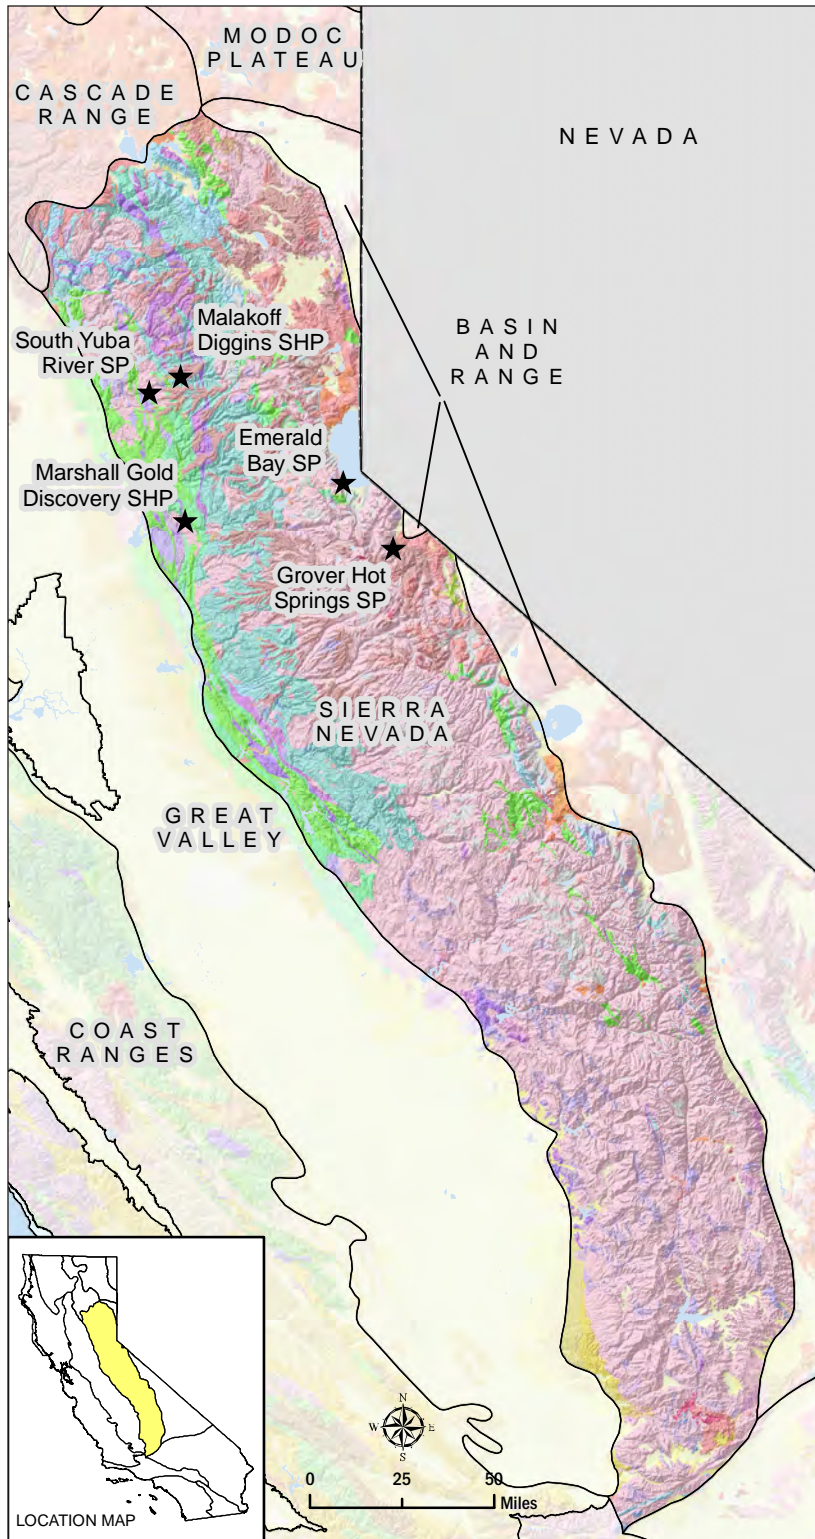 MODOC
PLATEAU
CASCADE
RANGE
NEVADA
BASIN
AND
RANGE
Malakoff
Diggins SHP
South Yuba
River SP
Emerald
Bay SP
Marshall Gold
Discovery SHP
Grover Hot
Springs SP
SIERRA
NEVADA
GREAT
VALLEY
COAST
RANGES
N
W E
S
0 25 50
Miles
LOCATION MAP